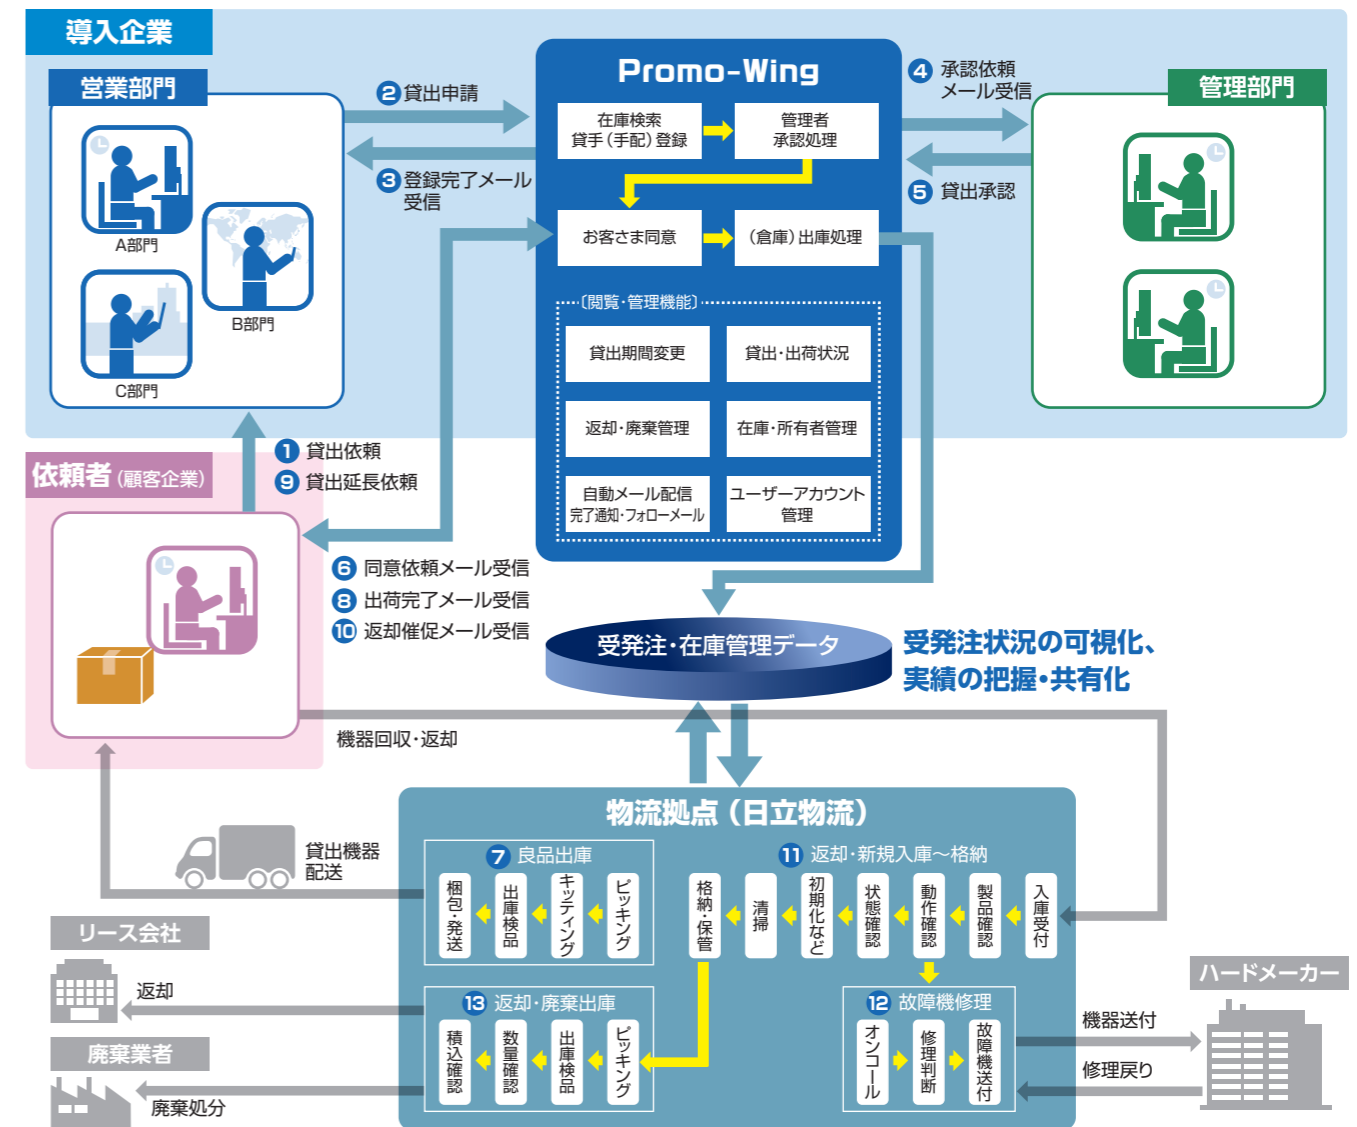 導入企業
営業部門
A部門
B部門
C部門
❷貸出申請
❸登録完了メール
受信
Promo-Wing
在庫検索
貸手（手配）登録
管理者
承認処理
お客さま同意
（倉庫）出庫処理
〔閲覧・管理機能〕
貸出期間変更
貸出・出荷状況
返却・廃棄管理
在庫・所有者管理
自動メール配信
完了通知・フォローメール
ユーザーアカウント
管理
❹ 承認依頼
メール受信
❺ 貸出承認
管理部門
❶ 貸出依頼
❾ 貸出延長依頼
依頼者（顧客企業）
❻ 同意依頼メール受信
❽ 出荷完了メール受信
❿ 返却催促メール受信
受発注・在庫管理データ
受発注状況の可視化、
実績の把握・共有化
機器回収・返却
貸出機器
配送
物流拠点（日立物流）
❼ 良品出庫
梱包・発送
出庫検品
キッティング
ピッキング
⓫ 返却・新規入庫～格納
格納・保管
清掃
初期化など
状態確認
動作確認
製品確認
入庫受付
リース会社
返却
廃棄業者
廃棄処分
⓭ 返却・廃棄出庫
積込確認
数量確認
出庫検品
ピッキング
⓬ 故障機修理
オンコール
修理判断
故障機送付
機器送付
修理戻り
ハードメーカー